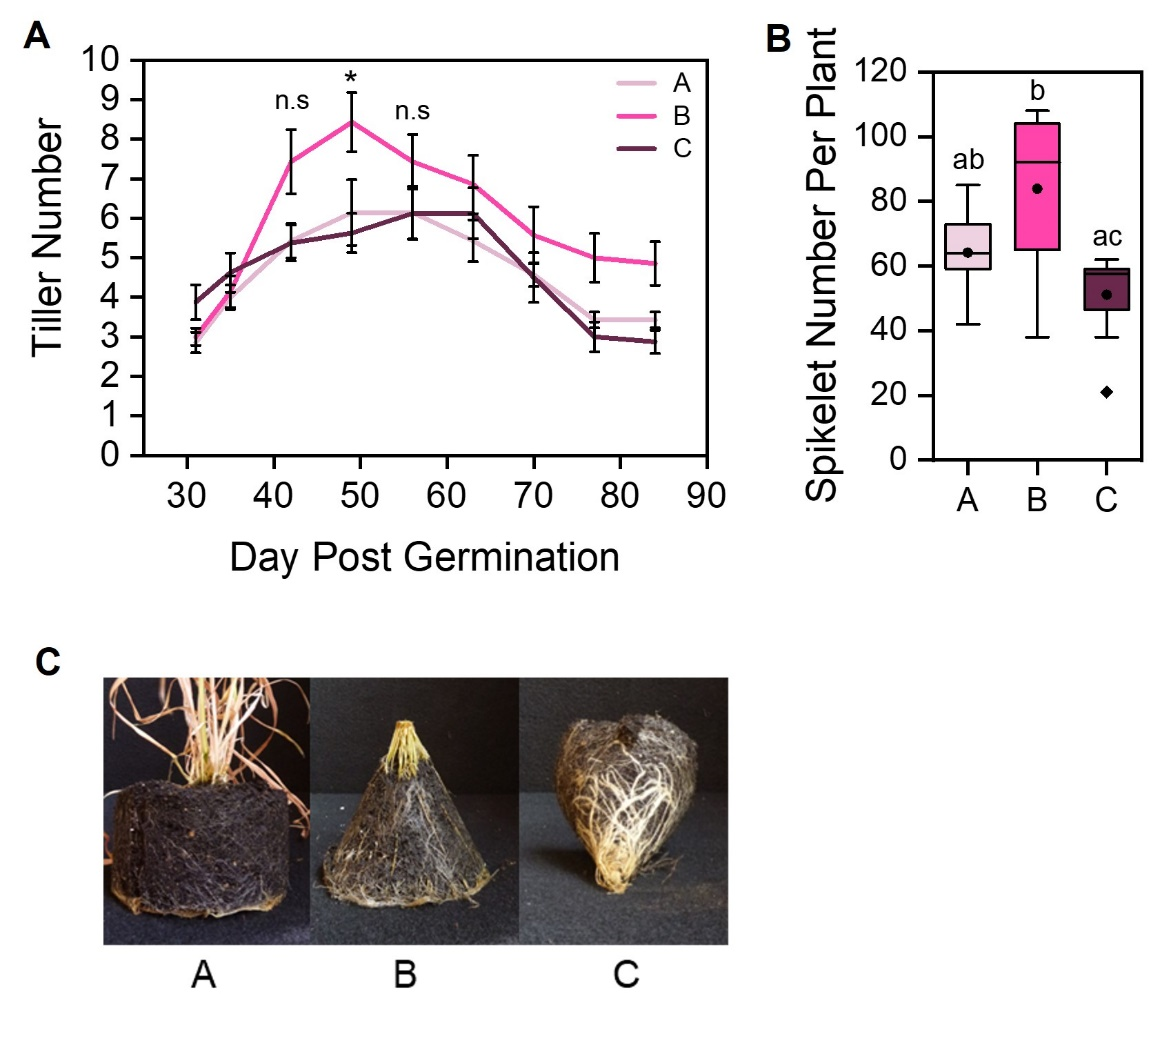 A
10
9
8
7
6
5
4
3
2
1
0
Tiller Number
n.s
*
n.s
A
B
C
30 40 50 60 70 80 90
Day Post Germination
B
Spikelet Number Per Plant
120
100
80
60
40
20
0
ab
b
ac
A B C
C
A B C